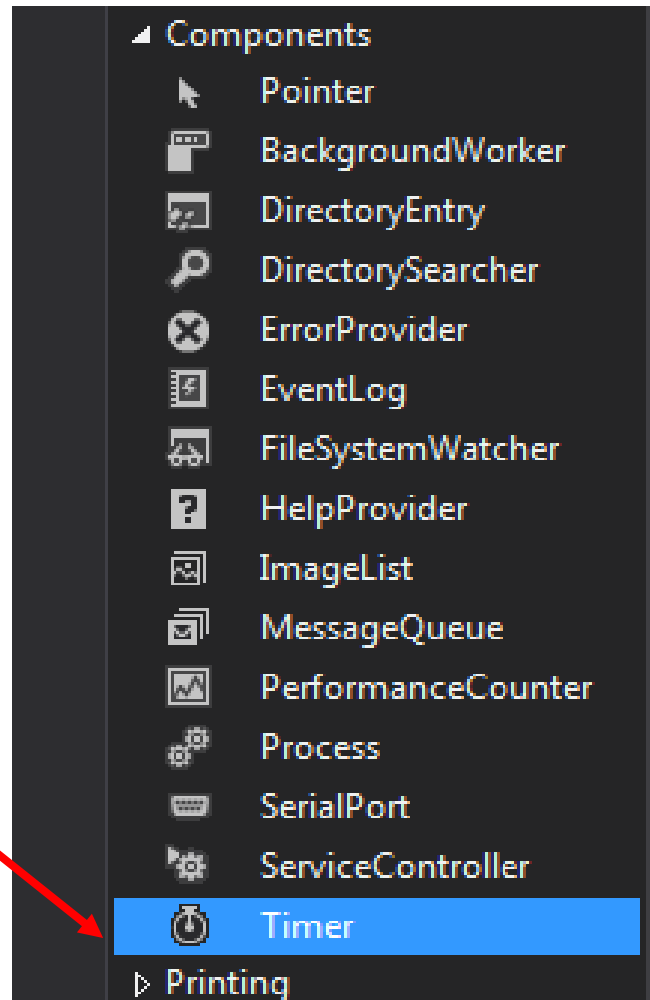 Components
Pointer
BackgroundWorker
DirectoryEntry
DirectorySearcher
ErrorProvider
EventLog
FileSystemWatcher
HelpProvider
ImageList
MessageQueue
PerformanceCounter
Process
SerialPort
ServiceController
Timer
Printing